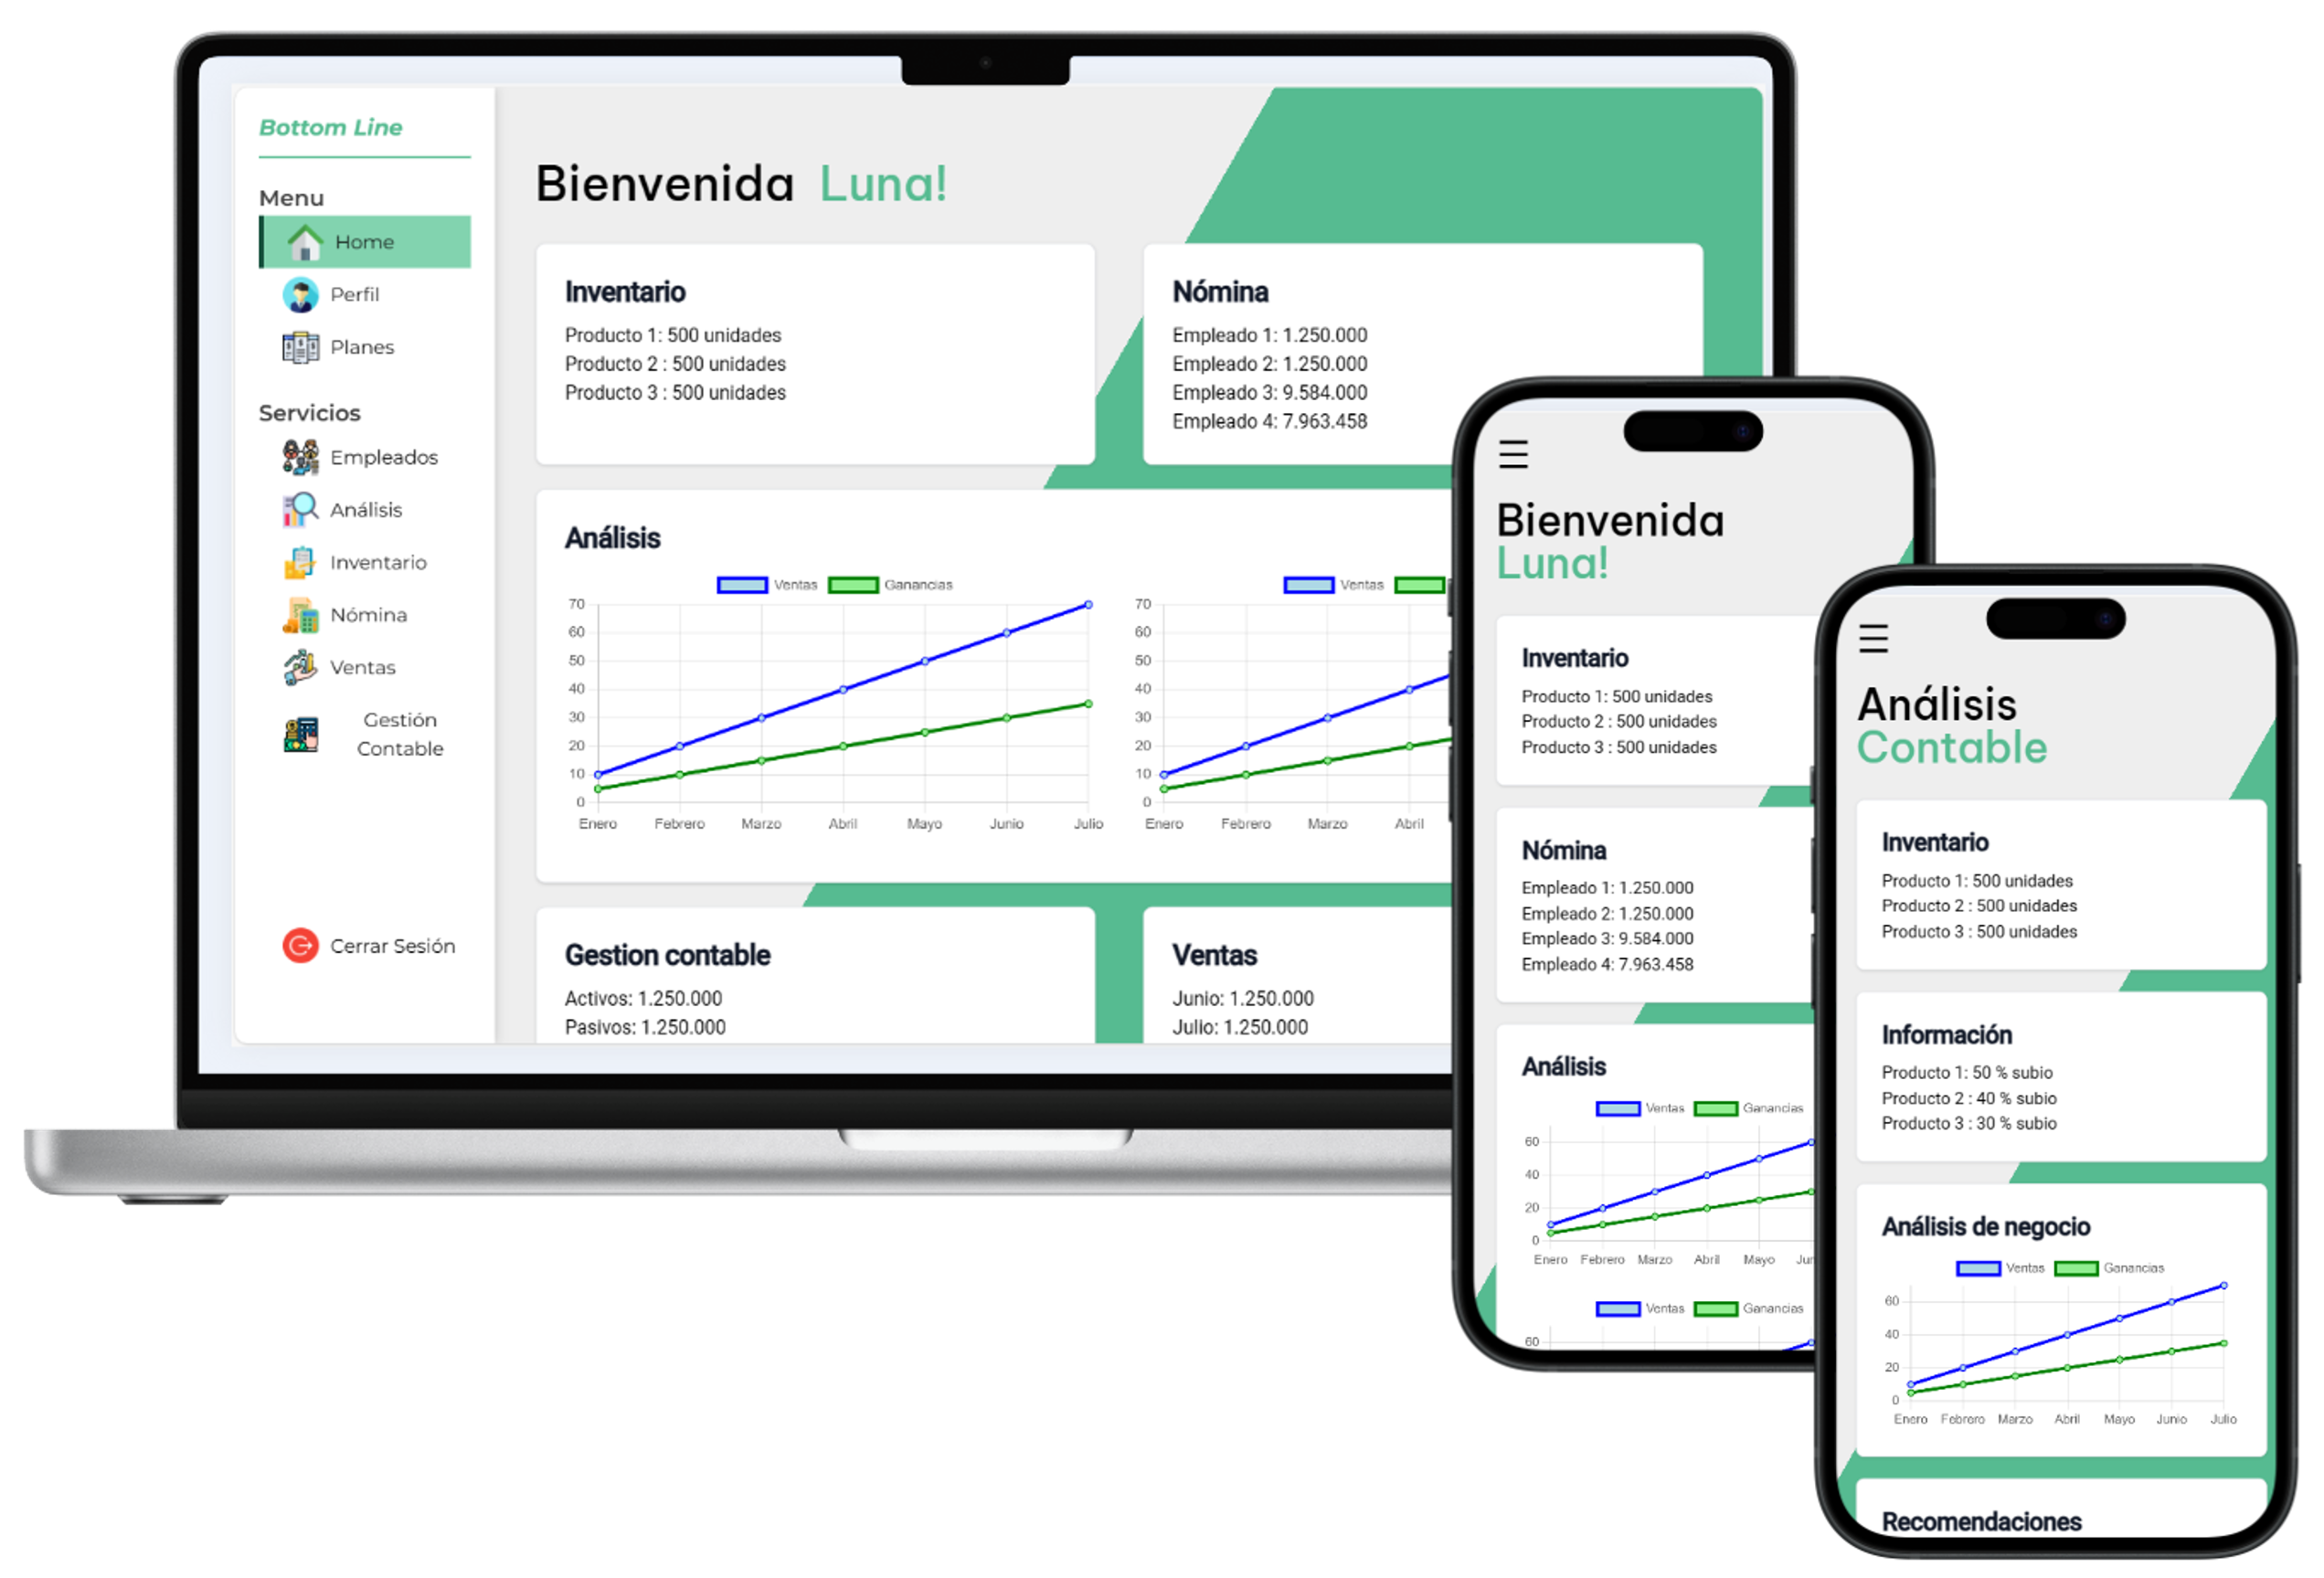 Bottom Line
Menu
Home
Perfil
Planes
Servicios
Empleados
Análisis
Inventario
Nómina
Ventas
Gestión
Contable
Cerrar Sesión
Bienvenida Luna!
Inventario
Producto 1: 500 unidades
Producto 2 : 500 unidades
Producto 3 : 500 unidades
Nómina
Empleado 1: 1.250.000
Empleado 2: 1.250.000
Empleado 3: 9.584.000
Empleado 4: 7.963.458
Análisis
Ventas Ganancias
70
60
50
40
30
20
10
0
Enero Febrero Marzo Abril Mayo Junio Julio
Ventas
70
60
50
40
30
20
10
0
Enero Febrero Marzo Abril
Gestion contable
Activos: 1.250.000
Pasivos: 1.250.000
Ventas
Junio: 1.250.000
Julio: 1.250.000
Bienvenida
Luna!
Inventario
Producto 1: 500 unidades
Producto 2 : 500 unidades
Producto 3 : 500 unidades
Nómina
Empleado 1: 1.250.000
Empleado 2: 1.250.000
Empleado 3: 9.584.000
Empleado 4: 7.963.458
Análisis
Ventas Ganancias
60
40
20
0
Enero Febrero Marzo Abril Mayo Jun
Ventas Ganancias
60
Análisis
Contable
Inventario
Producto 1: 500 unidades
Producto 2 : 500 unidades
Producto 3 : 500 unidades
Información
Producto 1: 50 % subio
Producto 2 : 40 % subio
Producto 3 : 30 % subio
Análisis de negocio
Ventas Ganancias
60
40
20
0
Enero Febrero Marzo Abril Mayo Junio Julio
Recomendaciones